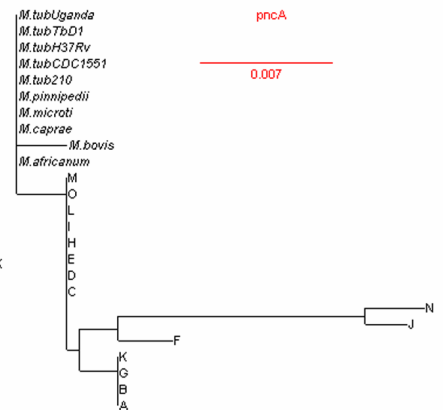 M.tubUganda
pncA
M.tubTbD1
M.tubH37Rv
M.tubCDC1551
0.007
M.tub210
M.pinnipedii
M.microti
M.caprae
M.bovis
M.africanum
M
O
L
I
H
E
D
C
N
J
F
K
G
B
A